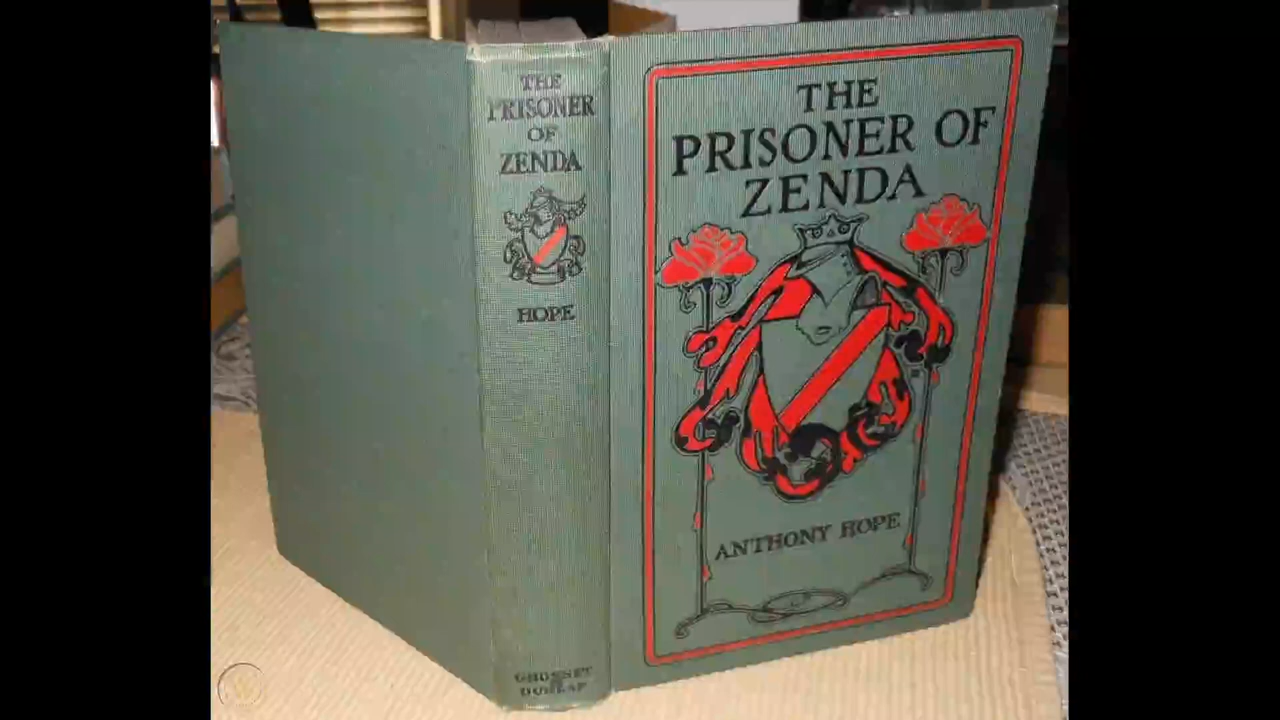 THE
PRISONER
OF
ZENDA
HOPE
GROSSET
DUNLAP
THE
PRISONER OF
ZENDA
ANTHONY HOPE